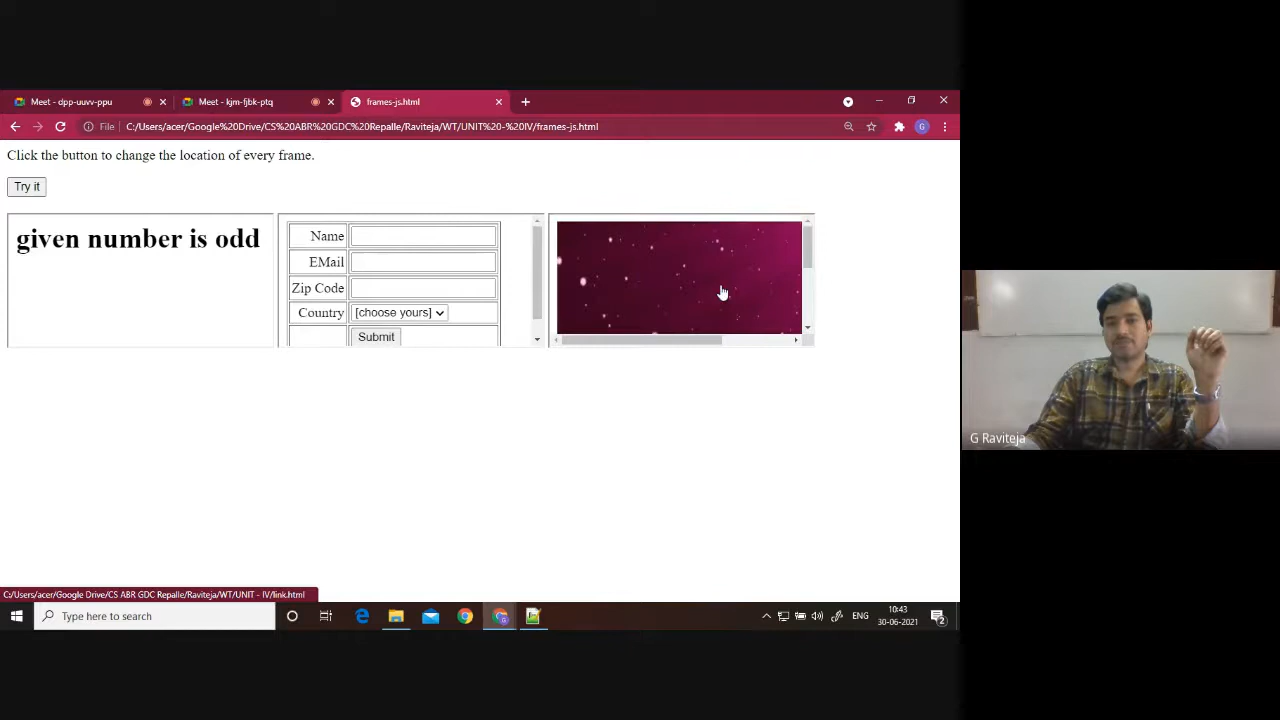 Meet - dpp-uuvv-ppu
Meet - kjm-fjbk-ptq
frames-js.html
File
C:/Users/acer/Google%20Drive/CS%20ABR%20GDC%20Repalle/Raviteja/WT/UNIT%20-%20IV/frames-js.html
G
Click the button to change the location of every frame.
Try it
given number is odd
Name
EMail
Zip Code
Country [choose yours]
Submit
G Raviteja
C:/Users/acer/Google Drive/CS ABR GDC Repalle/Raviteja/WT/UNIT - IV/link.html
Type here to search
ENG
10:43
30-06-2021
2